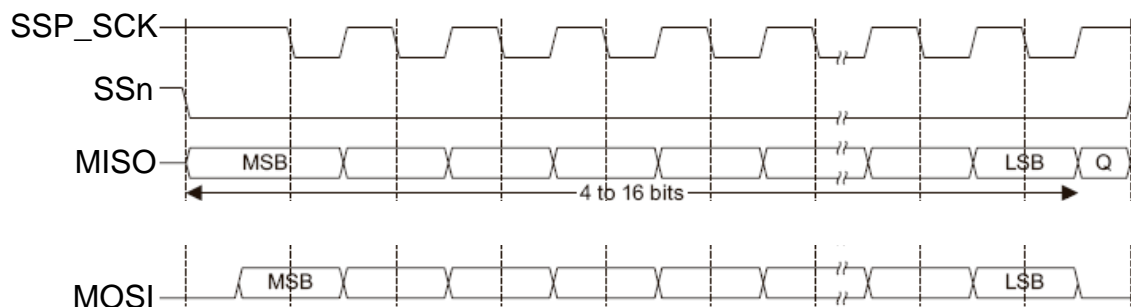 SSP_SCK
SSn
MISO MSB LSB Q
4 to 16 bits
MOSI MSB LSB